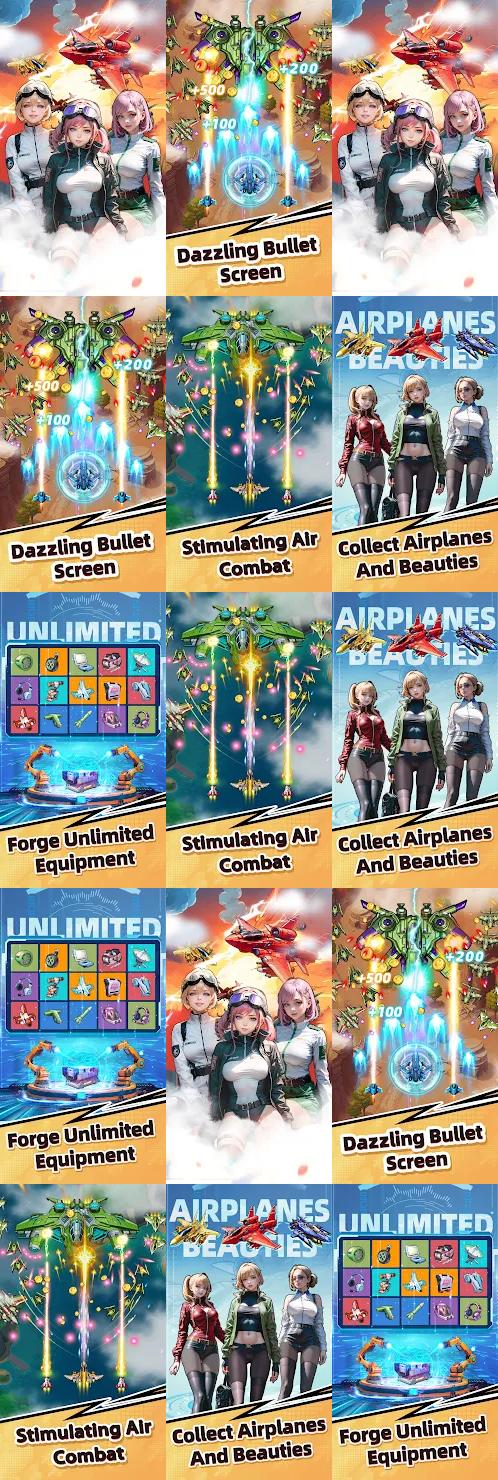 +200
+500
+100
Dazzling Bullet
Screen
+200
+500
+100
Dazzling Bullet
Screen
Stimulating Air
Combat
AIRPLANES
BEAUTIES
Collect Airplanes
And Beauties
UNLIMITED
Forge Unlimited
Equipment
Stimulating Air
Combat
AIRPLANES
BEAUTIES
Collect Airplanes
And Beauties
UNLIMITED
Forge Unlimited
Equipment
+200
+500
+100
Dazzling Bullet
Screen
Stimulating Air
Combat
AIRPLANES
BEAUTIES
Collect Airplanes
And Beauties
UNLIMITED
Forge Unlimited
Equipment